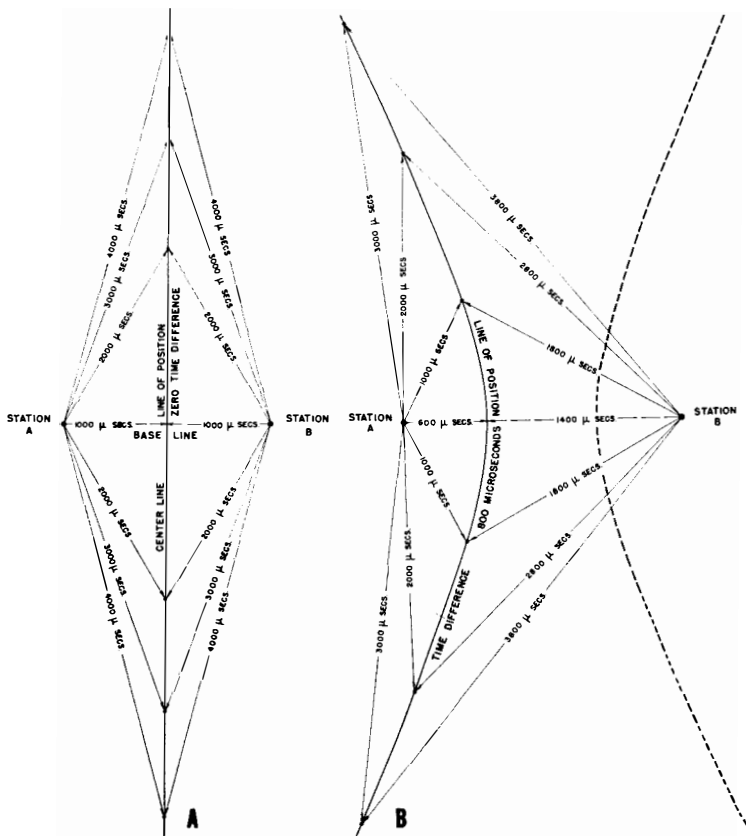 4000 μ SECS.
4000 μ SECS.
3000 μ SECS.
3000 μ SECS.
2000 μ SECS.
2000 μ SECS.
LINE OF POSITION
ZERO TIME DIFFERENCE
STATION
A
1000 μ SECS.
1000 μ SECS.
BASE LINE
STATION
B
CENTER LINE
2000 μ SECS.
2000 μ SECS.
3000 μ SECS.
3000 μ SECS.
4000 μ SECS.
4000 μ SECS.
A
3000 μ SECS.
3800 μ SECS.
2000 μ SECS.
2800 μ SECS.
1000 μ SECS.
1800 μ SECS.
STATION
A
600 μ SECS.
1400 μ SECS.
STATION
B
LINE OF POSITION
800 MICROSECONDS
TIME DIFFERENCE
1000 μ SECS.
1800 μ SECS.
2000 μ SECS.
2800 μ SECS.
3000 μ SECS.
3800 μ SECS.
B